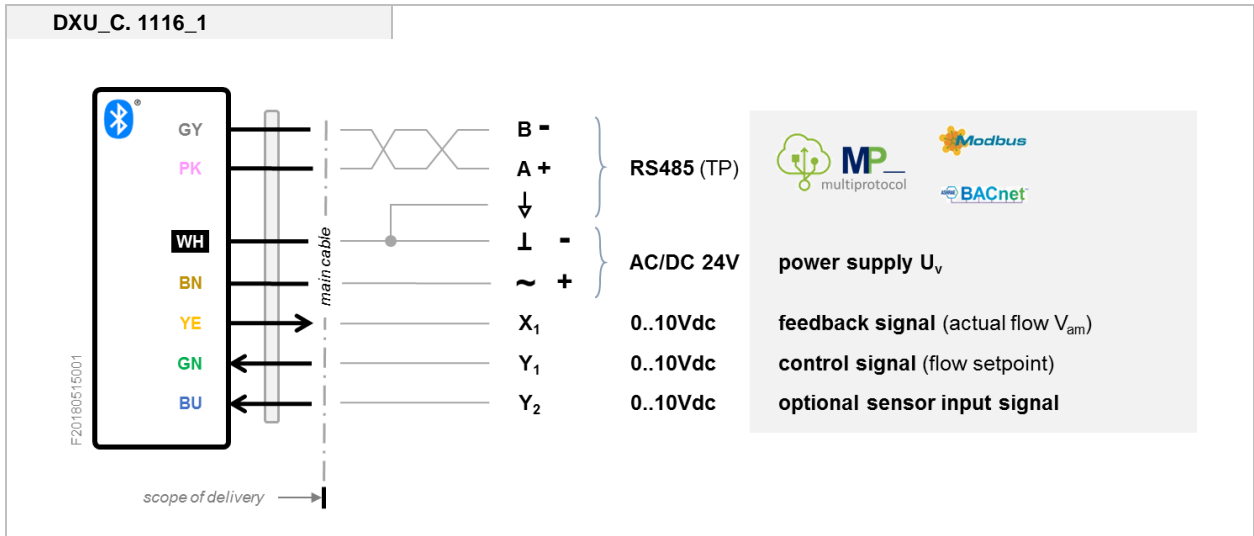 DXU_C. 1116_1
GY B - 
PK A + RS485 (TP) MP_ multiprotocol Modbus BACnet
WH ⊥ -
BN ~ + AC/DC 24V power supply Uv
YE X1 0..10Vdc feedback signal (actual flow Vam)
GN Y1 0..10Vdc control signal (flow setpoint)
BU Y2 0..10Vdc optional sensor input signal
main cable
F20180515001
scope of delivery